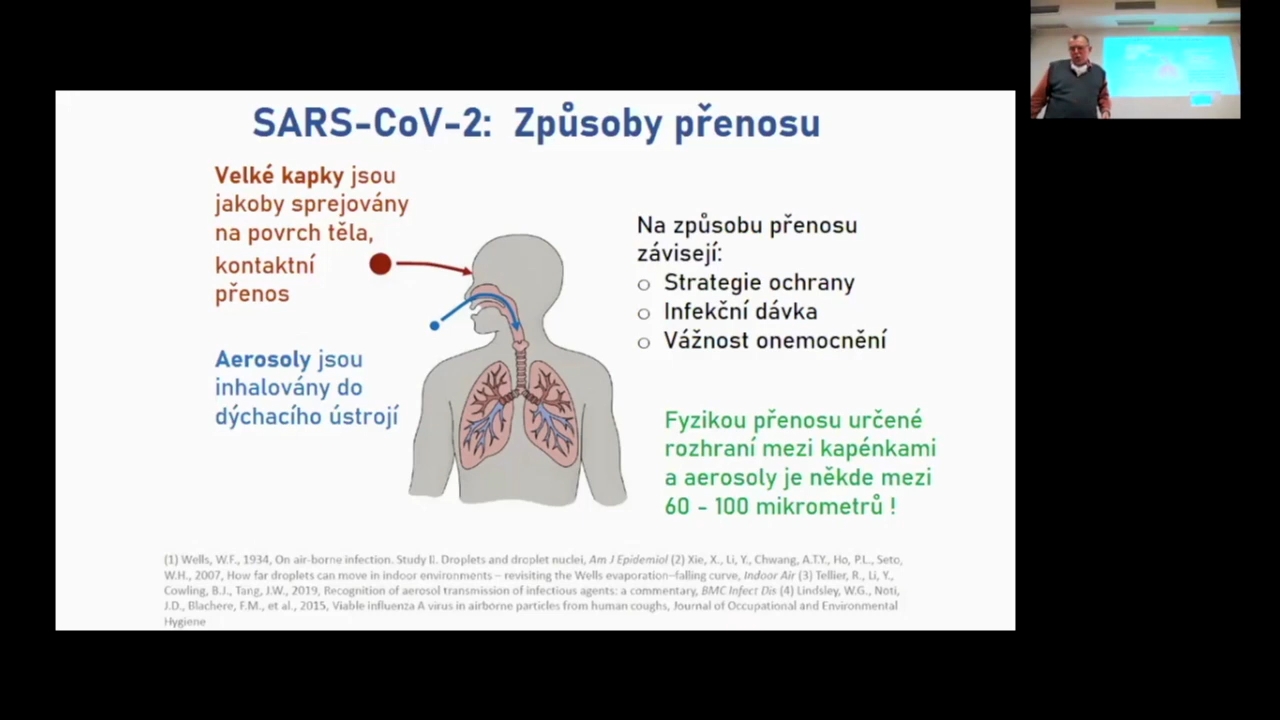 SARS-CoV-2: Způsoby přenosu
Velké kapky jsou
jakoby sprejovány
na povrch těla,
kontaktní
přenos
Aerosoly jsou
inhalovány do
dýchacího ústrojí
Na způsobu přenosu
závisejí:
o Strategie ochrany
o Infekční dávka
o Vážnost onemocnění
Fyzikou přenosu určené
rozhraní mezi kapénkami
a aerosoly je někde mezi
60 - 100 mikrometrů !
(1) Wells, W.F., 1934, On air-borne infection. Study II. Droplets and droplet nuclei, Am J Epidemiol (2) Xie, X., Li, Y., Chwang, A.T.Y., Ho, P.L., Seto,
W.H., 2007, How far droplets can move in indoor environments – revisiting the Wells evaporation–falling curve, Indoor Air (3) Tellier, R., Li, Y.,
Cowling, B.J., Tang, J.W., 2019, Recognition of aerosol transmission of infectious agents: a commentary, BMC Infect Dis (4) Lindsley, W.G., Noti,
J.D., Blachere, F.M., et al., 2015, Viable influenza A virus in airborne particles from human coughs, Journal of Occupational and Environmental
Hygiene